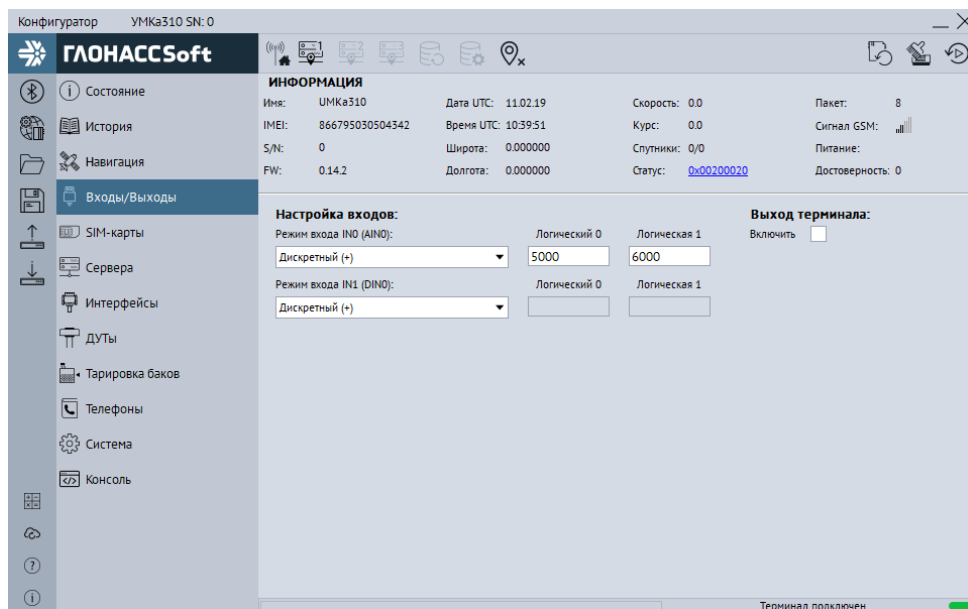 Конфигуратор УМКа310 SN: 0
ГЛОНАССSoft
Состояние
История
Навигация
Входы/Выходы
SIM-карты
Сервера
Интерфейсы
ДУТы
Тарировка баков
Телефоны
Система
Консоль
ИНФОРМАЦИЯ
Имя: UMKa310 Дата UTC: 11.02.19 Скорость: 0.0 Пакет: 8
IMEI: 866795030504342 Время UTC: 10:39:51 Курс: 0.0 Сигнал GSM:
S/N: 0 Широта: 0.000000 Спутники: 0/0 Питание:
FW: 0.14.2 Долгота: 0.000000 Статус: 0x00200020 Достоверность: 0
Настройка входов: Выход терминала:
Режим входа IN0 (AIN0): Логический 0 Логическая 1 Включить
Дискретный (+) 5000 6000
Режим входа IN1 (DIN0): Логический 0 Логическая 1
Дискретный (+)
Терминал подключен